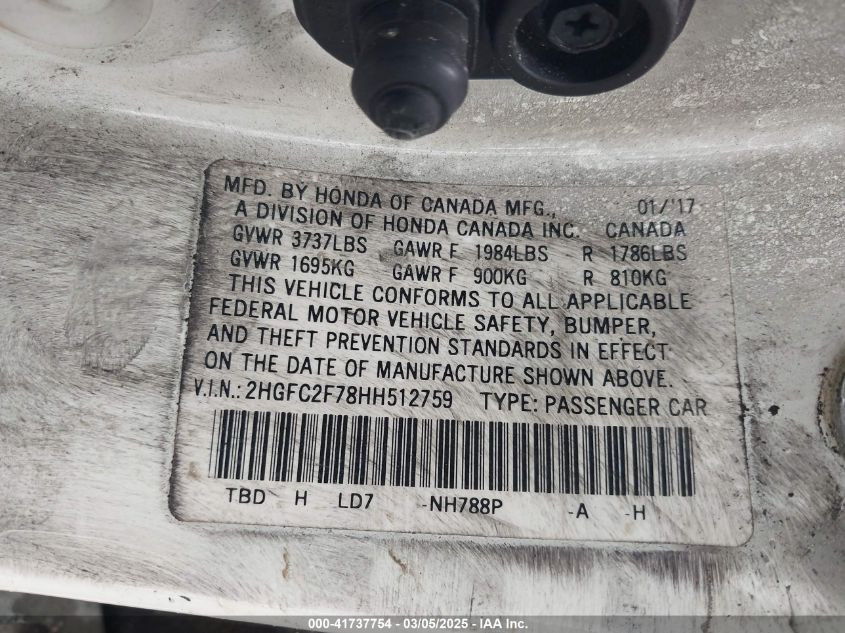 MFD. BY HONDA OF CANADA MFG., 01/'17
A DIVISION OF HONDA CANADA INC. CANADA
GVWR 3737LBS GAWR F 1984LBS R 1786LBS
GVWR 1695KG GAWR F 900KG R 810KG
THIS VEHICLE CONFORMS TO ALL APPLICABLE
FEDERAL MOTOR VEHICLE SAFETY, BUMPER,
AND THEFT PREVENTION STANDARDS IN EFFECT
ON THE DATE OF MANUFACTURE SHOWN ABOVE.
V.I.N.: 2HGFC2F78HH512759 TYPE: PASSENGER CAR
TBD H LD7 -NH788P -A -H
000-41737754 - 03/05/2025 - IAA Inc.